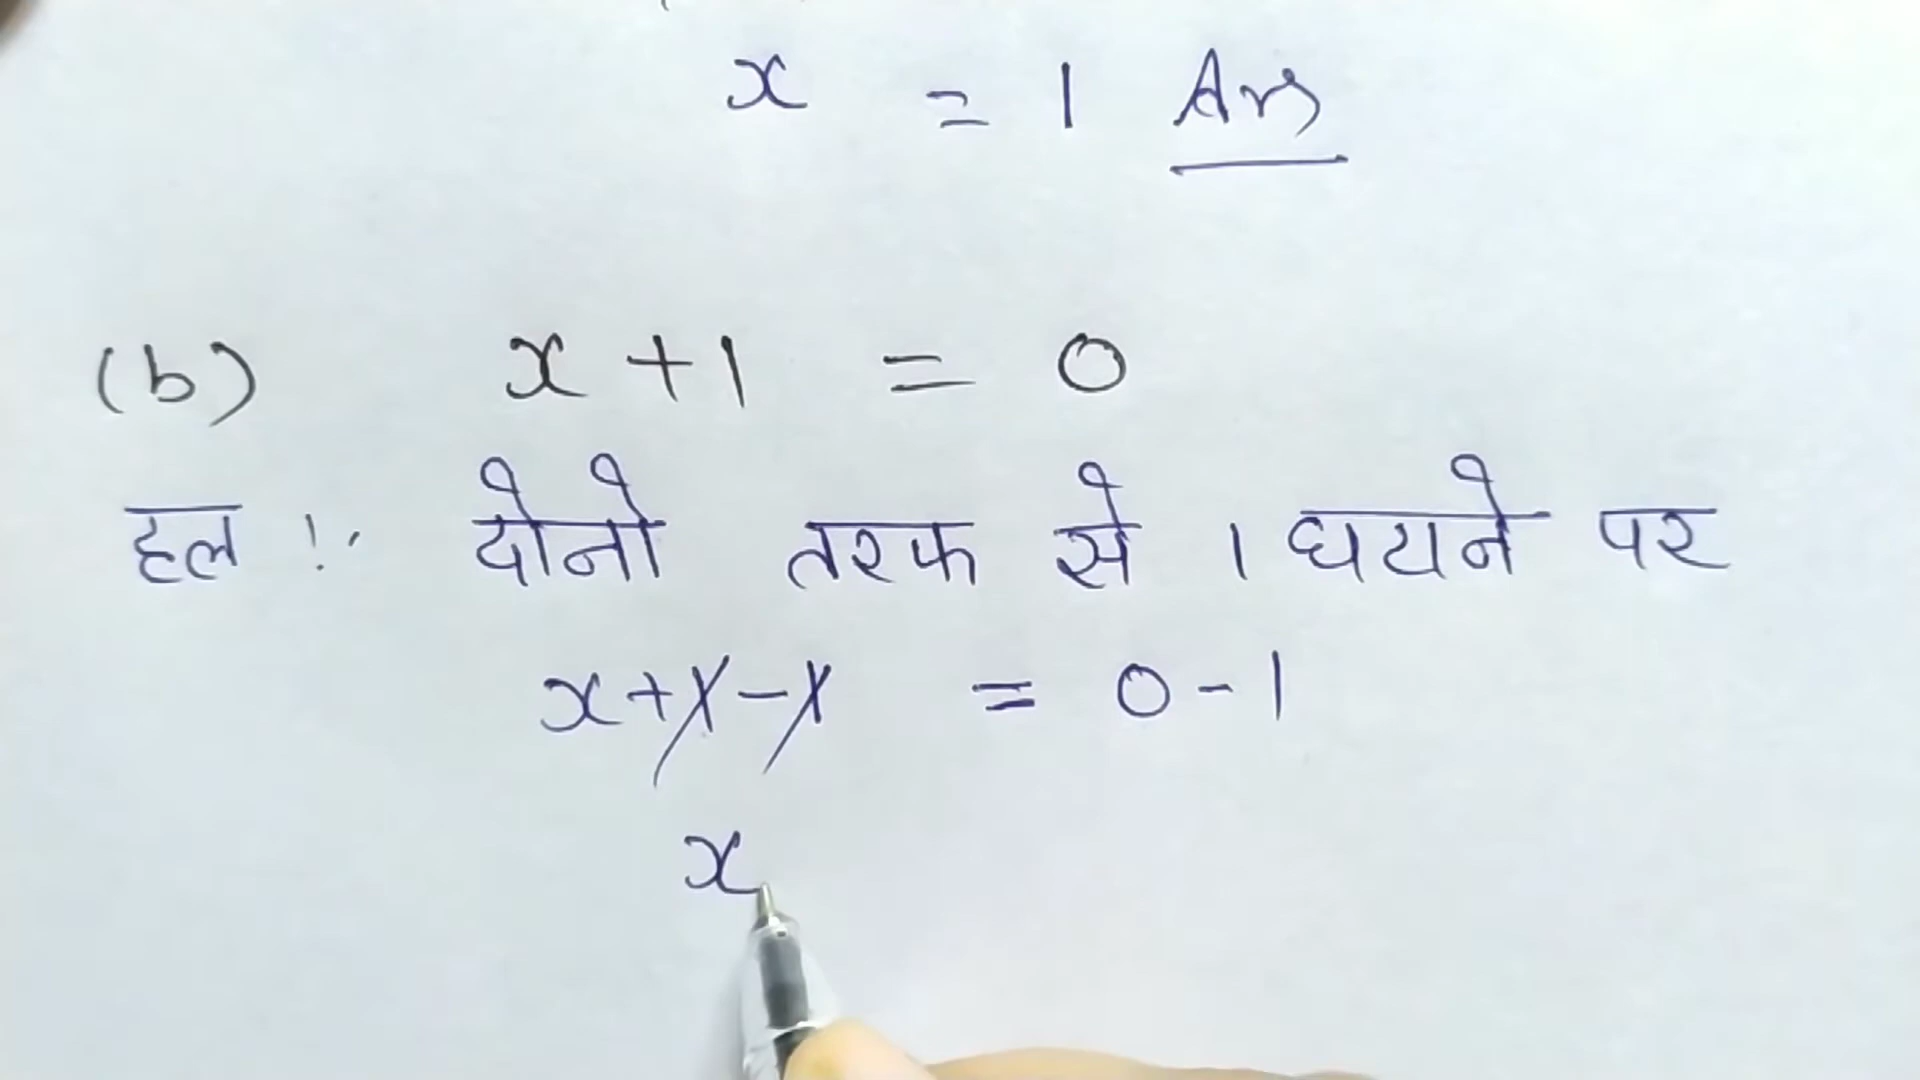 x = 1 Ans
(b) x + 1 = 0
हल :- दोनो तरफ से 1 घटाने पर
x + 1 - 1 = 0 - 1
x